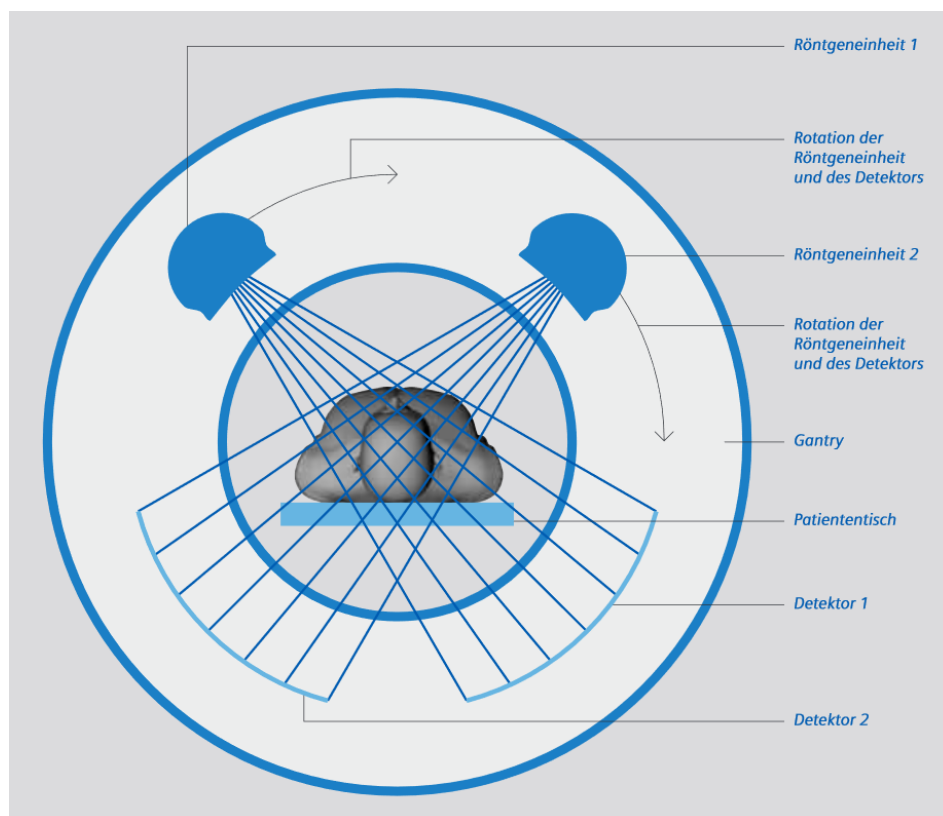 Röntgeneinheit 1
Rotation der
Röntgeneinheit
und des Detektors
Röntgeneinheit 2
Rotation der
Röntgeneinheit
und des Detektors
Gantry
Patiententisch
Detektor 1
Detektor 2